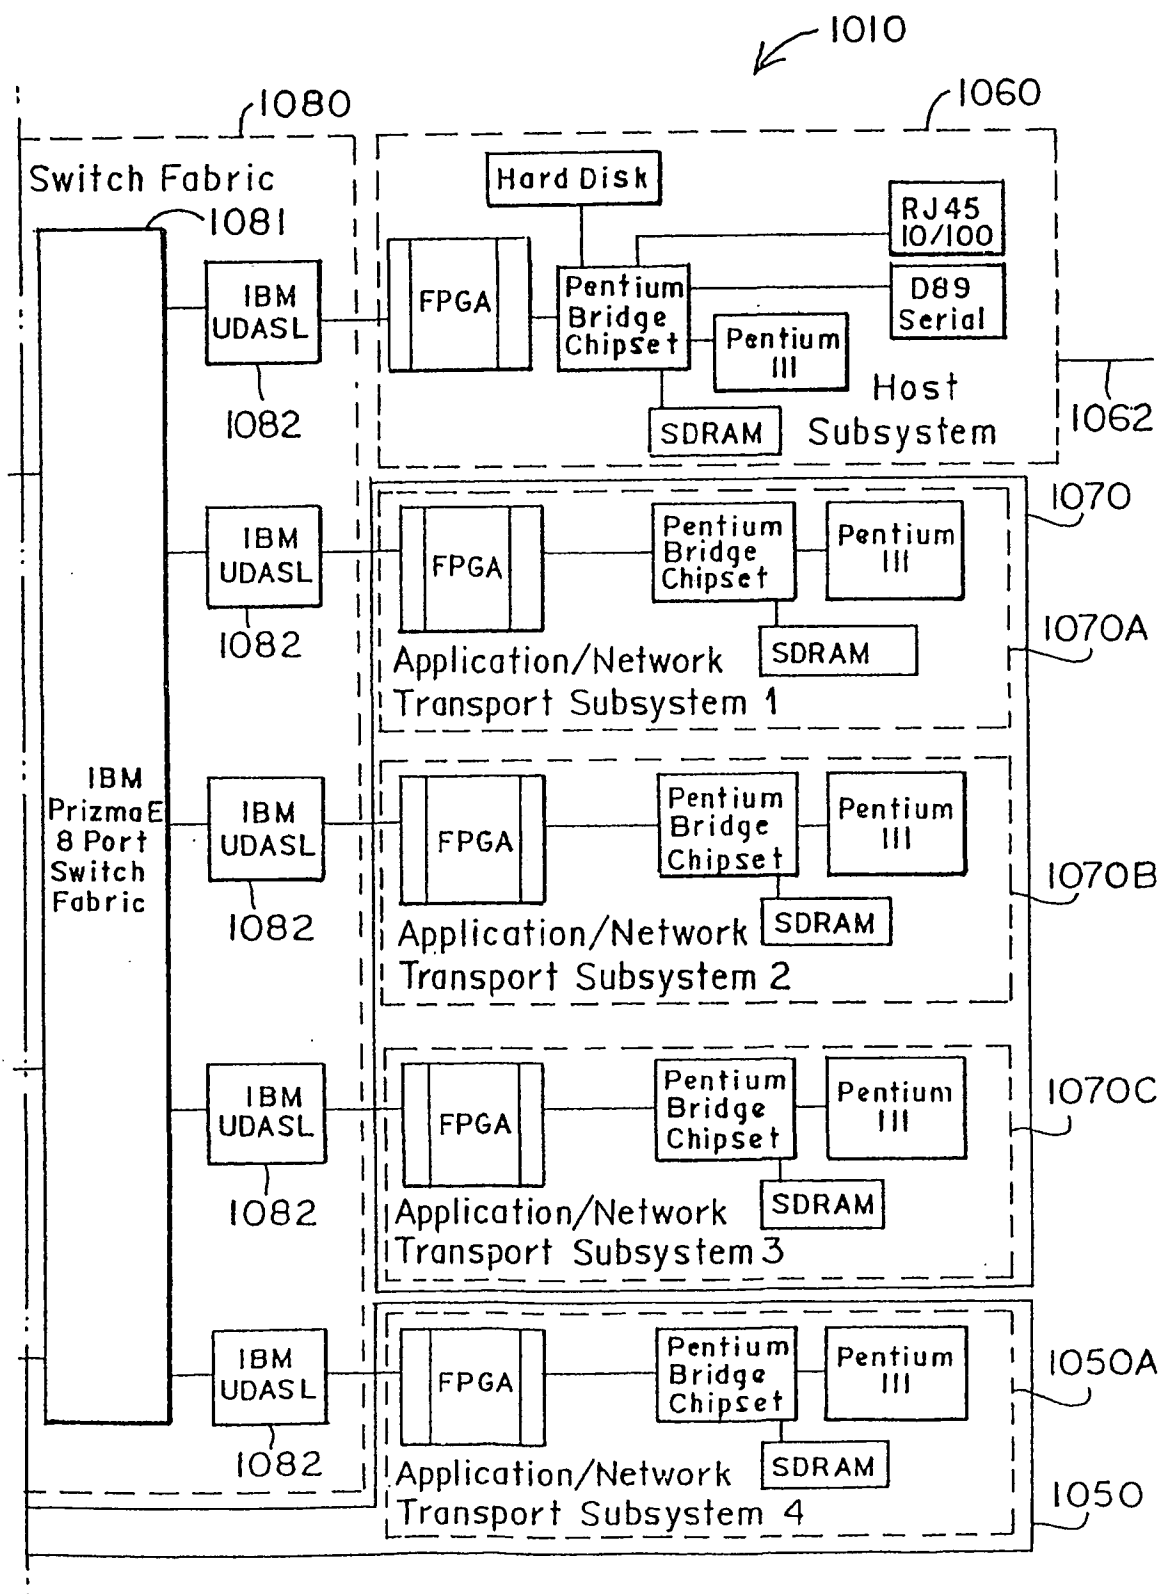 1010
1080
1060
Switch Fabric
1081
Hard Disk
RJ45
10/100
IBM
UDASL
FPGA
Pentium
Bridge
Chipset
D89
Serial
Pentium
III
1082
SDRAM
Host
Subsystem
1062
1070
IBM
UDASL
FPGA
Pentium
Bridge
Chipset
Pentium
III
1082
1070A
SDRAM
Application/Network
Transport Subsystem 1
IBM
PrizmaE
8 Port
Switch
Fabric
IBM
UDASL
FPGA
Pentium
Bridge
Chipset
Pentium
III
1082
1070B
SDRAM
Application/Network
Transport Subsystem 2
IBM
UDASL
FPGA
Pentium
Bridge
Chipset
Pentium
III
1070C
1082
SDRAM
Application/Network
Transport Subsystem 3
IBM
UDASL
FPGA
Pentium
Bridge
Chipset
Pentium
III
1050A
1082
SDRAM
Application/Network
Transport Subsystem 4
1050